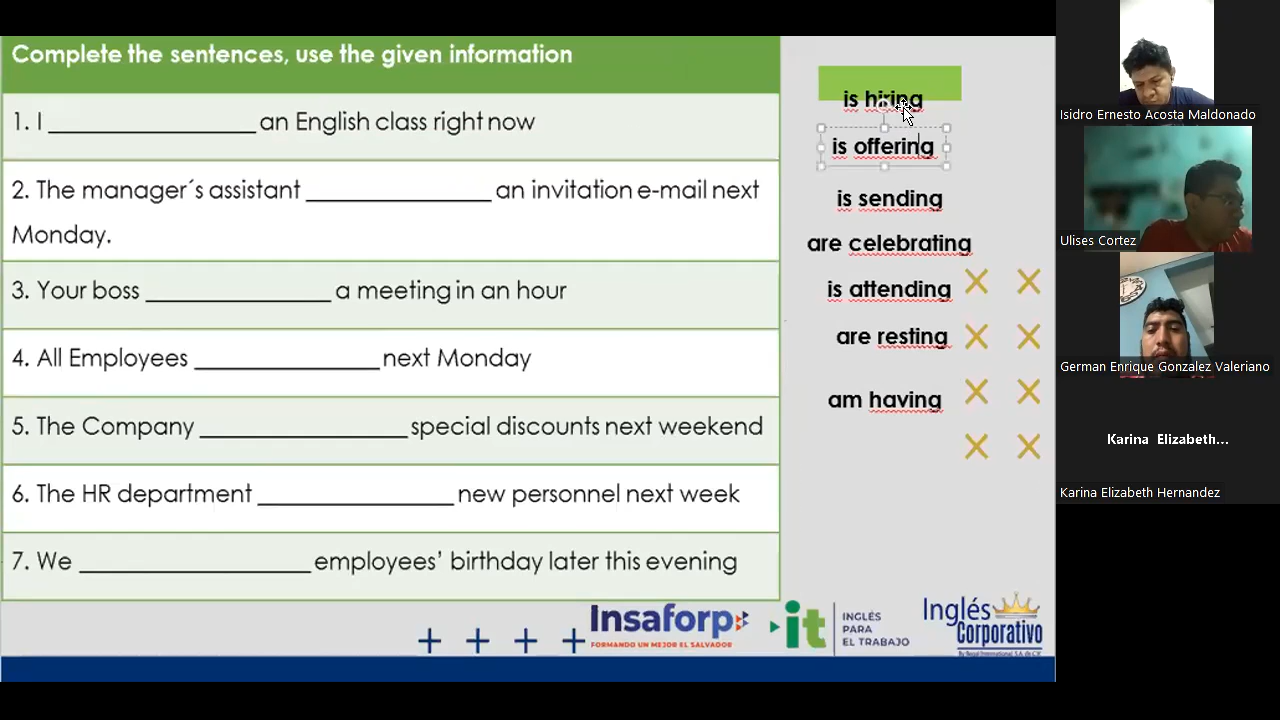 Complete the sentences, use the given information
1. I _________________ an English class right now
2. The manager´s assistant _______________ an invitation e-mail next
Monday.
3. Your boss _______________ a meeting in an hour
4. All Employees _______________ next Monday
5. The Company _________________ special discounts next weekend
6. The HR department ________________ new personnel next week
7. We ___________________ employees’ birthday later this evening
is hiring
is offering
is sending
are celebrating
is attending
are resting
am having
Insaforp
FORMANDO UN MEJOR EL SALVADOR
it
INGLÉS
PARA
EL TRABAJO
Inglés
Corporativo
Isidro Ernesto Acosta Maldonado
Ulises Cortez
German Enrique Gonzalez Valeriano
Karina Elizabeth...
Karina Elizabeth Hernandez